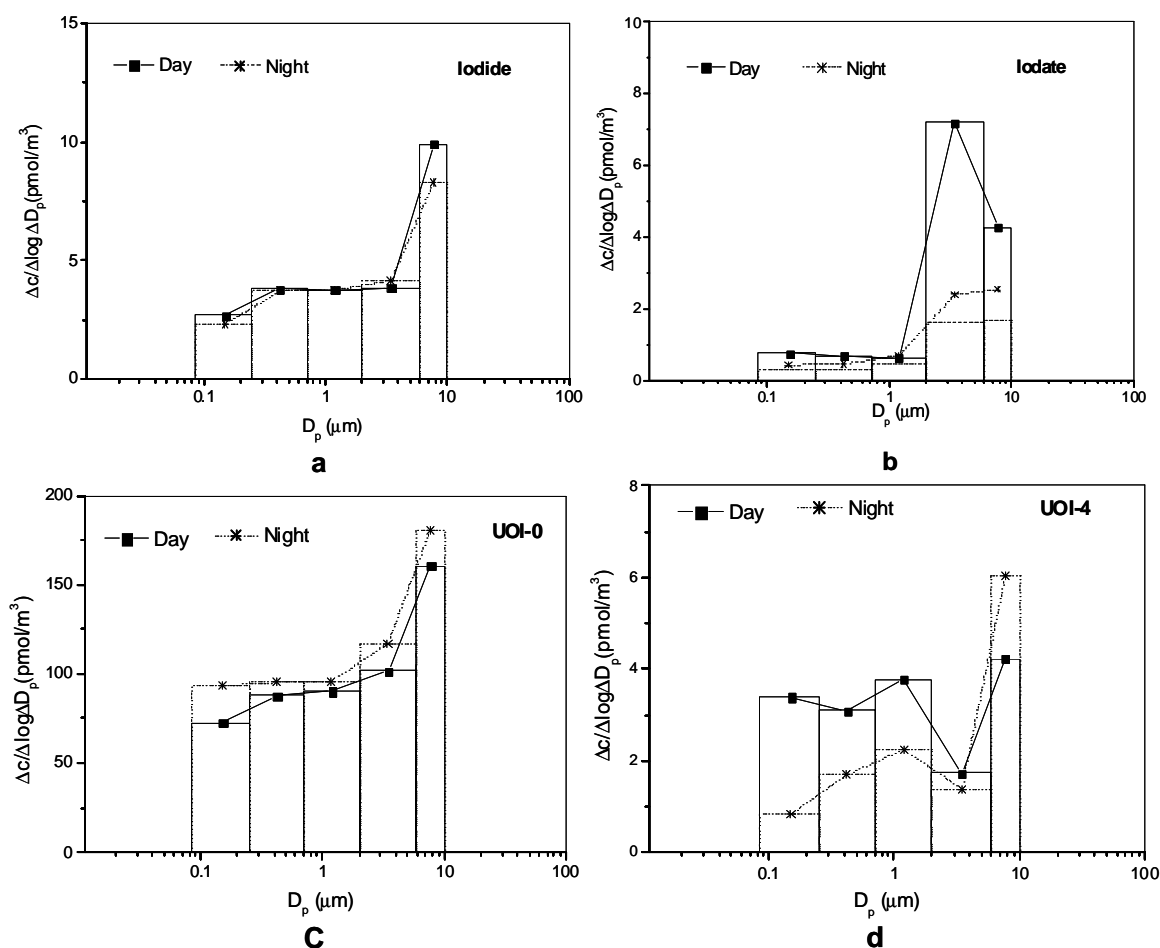 15
10
5
0
Δc/ΔlogΔDp(pmol/m³)
Day
Night
Iodide
0.1
1
10
100
Dp (μm)
a
10
8
6
4
2
0
Δc/ΔlogΔDp(pmol/m³)
Day
Night
Iodate
0.1
1
10
100
Dp (μm)
b
200
150
100
50
0
Δc/ΔlogΔDp(pmol/m³)
Day
Night
UOI-0
0.1
1
10
100
Dp (μm)
C
8
6
4
2
0
Δc/ΔlogΔDp(pmol/m³)
Day
Night
UOI-4
0.1
1
10
100
Dp (μm)
d